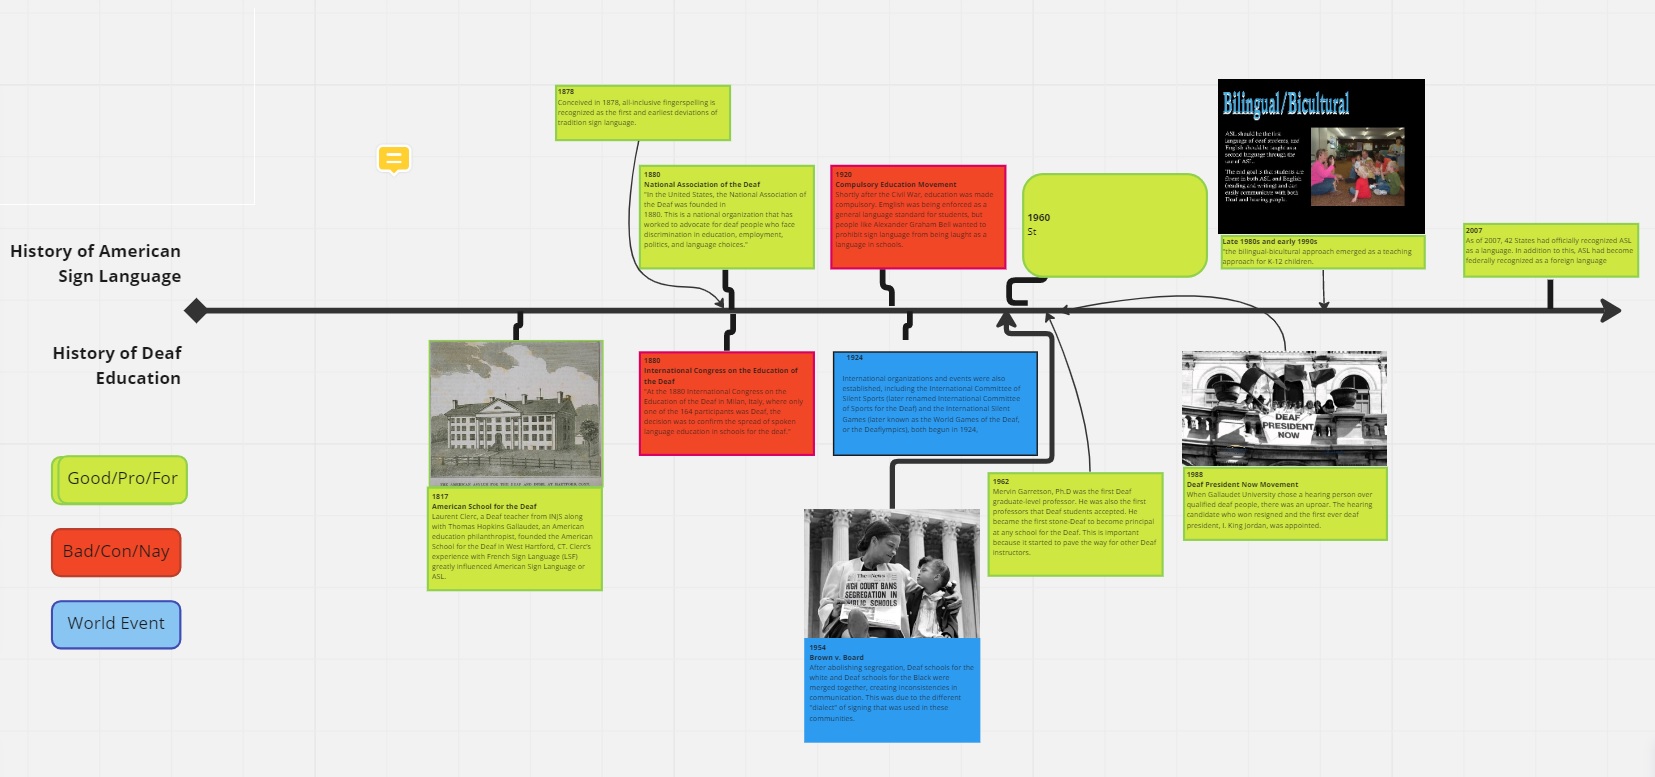 1878
Conceived in 1878, all-inclusive fingerspelling is
recognized as the first and earliest deviations of
tradition sign language.
1880
National Association of the Deaf
"In the United States, the National Association of
the Deaf was founded in
1880. This is a national organization that has
worked to advocate for deaf people who face
discrimination in education, employment,
politics, and language choices."
1920
Compulsory Education Movement
Shortly after the Civil War, education was made
compulsory. Emglish was being enforced as a
general language standard for students, but
people like Alexander Graham Bell wanted to
prohibit sign language from being taught as a
language in schools.
1960
St
Bilingual/Bicultural
ASL should be the first
language of deaf students, and
English should be taught as a
second language through the
use of ASL.
The end goal is that students are
fluent in both ASL and English
(reading and writing) and can
easily communicate with both
Deaf and hearing people.
Late 1980s and early 1990s
"the bilingual-bicultural approach emerged as a teaching
approach for K-12 children.
2007
As of 2007, 42 States had officially recognized ASL
as a language. In addition to this, ASL had become
federally recognized as a foreign language
History of American
Sign Language
History of Deaf
Education
Good/Pro/For
Bad/Con/Nay
World Event
THE AMERICAN ASYLUM FOR THE DEAF AND DUMB, AT HARTFORD, CONN.
1817
American School for the Deaf
Laurent Clerc, a Deaf teacher from INJS along
with Thomas Hopkins Gallaudet, an American
education philanthropist, founded the American
School for the Deaf in West Hartford, CT. Clerc's
experience with French Sign Language (LSF)
greatly influenced American Sign Language or
ASL.
1880
International Congress on the Education of
the Deaf
"At the 1880 International Congress on the
Education of the Deaf in Milan, Italy, where only
one of the 164 participants was Deaf, the
decision was to confirm the spread of spoken
language education in schools for the deaf."
1924
International organizations and events were also
established, including the International Committee of
Silent Sports (later renamed International Committee
of Sports for the Deaf) and the International Silent
Games (later known as the World Games of the Deaf,
or the Deaflympics), both begun in 1924,
The News
HIGH COURT BANS
SEGREGATION IN
PUBLIC SCHOOLS
1954
Brown v. Board
After abolishing segregation, Deaf schools for the
white and Deaf schools for the Black were
merged together, creating inconsistencies in
communication. This was due to the different
"dialect" of signing that was used in these
communities.
1962
Mervin Garretson, Ph.D was the first Deaf
graduate-level professor. He was also the first
professors that Deaf students accepted. He
became the first stone-Deaf to become principal
at any school for the Deaf. This is important
because it started to pave the way for other Deaf
instructors.
DEAF
PRESIDENT
NOW
1988
Deaf President Now Movement
When Gallaudet University chose a hearing person over
qualified deaf people, there was an uproar. The hearing
candidate who won resigned and the first ever deaf
president, I. King Jordan, was appointed.